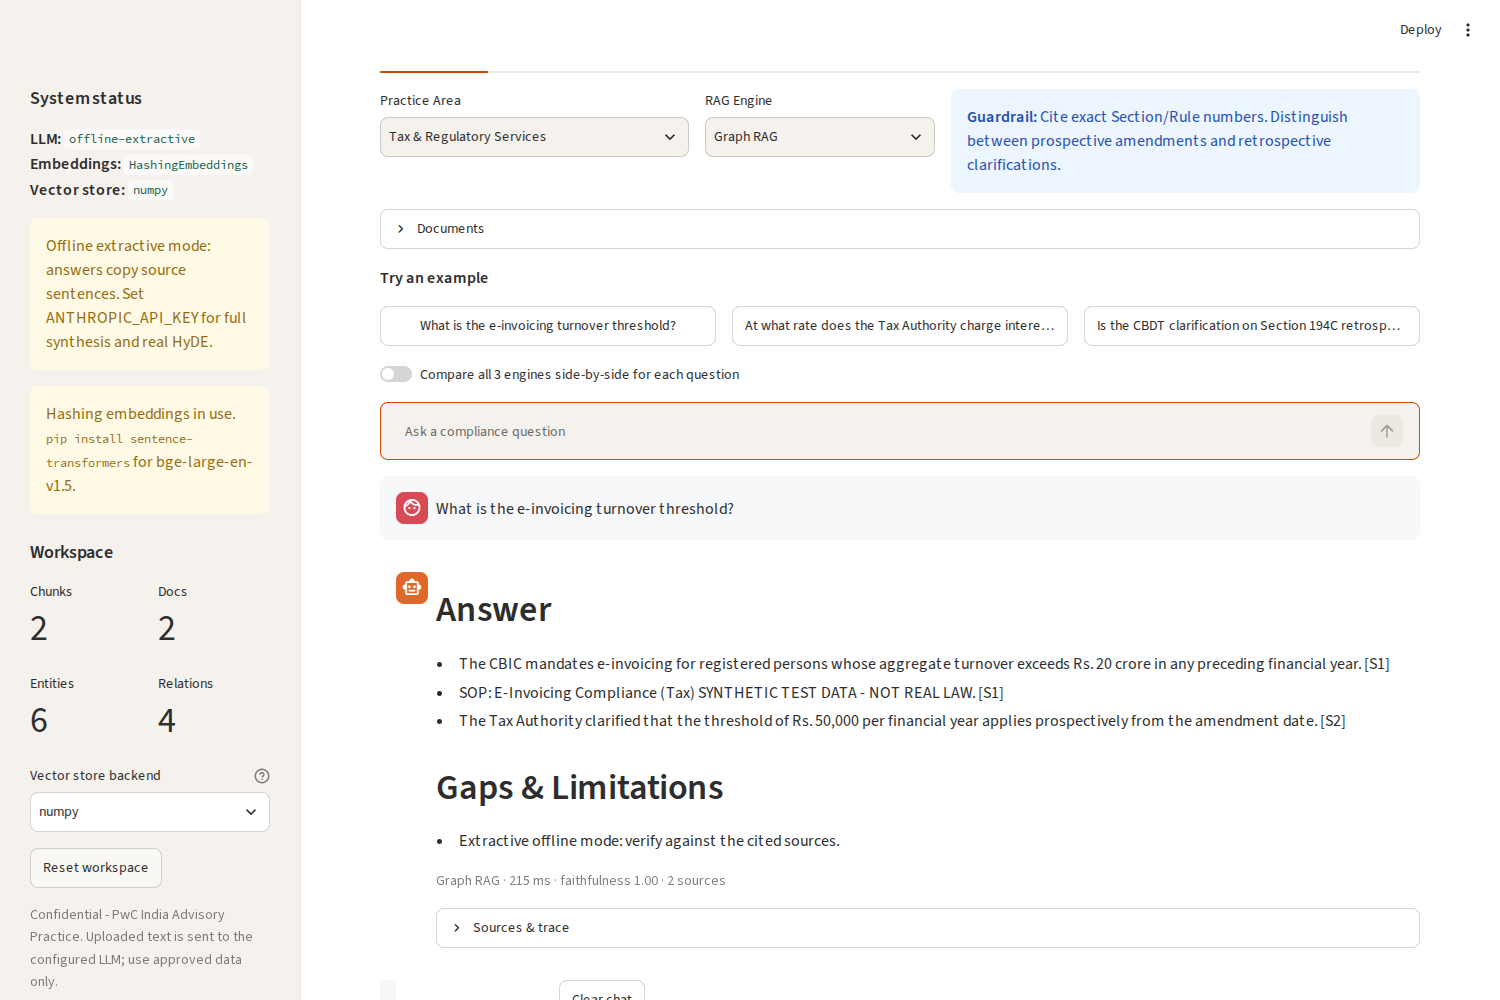 Deploy
System status
LLM: offline-extractive
Embeddings: HashingEmbeddings
Vector store: numpy
Offline extractive mode:
answers copy source
sentences. Set
ANTHROPIC_API_KEY for full
synthesis and real HyDE.
Hashing embeddings in use.
pip install sentence-
transformers for bge-large-en-
v1.5.
Workspace
Chunks Docs
2 2
Entities Relations
6 4
Vector store backend
numpy
Reset workspace
Confidential - PwC India Advisory
Practice. Uploaded text is sent to the
configured LLM; use approved data
only.
Practice Area
Tax & Regulatory Services
RAG Engine
Graph RAG
Guardrail: Cite exact Section/Rule numbers. Distinguish
between prospective amendments and retrospective
clarifications.
Documents
Try an example
What is the e-invoicing turnover threshold?
At what rate does the Tax Authority charge intere…
Is the CBDT clarification on Section 194C retrosp…
Compare all 3 engines side-by-side for each question
Ask a compliance question
What is the e-invoicing turnover threshold?
Answer
• The CBIC mandates e-invoicing for registered persons whose aggregate turnover exceeds Rs. 20 crore in any preceding financial year. [S1]
• SOP: E-Invoicing Compliance (Tax) SYNTHETIC TEST DATA - NOT REAL LAW. [S1]
• The Tax Authority clarified that the threshold of Rs. 50,000 per financial year applies prospectively from the amendment date. [S2]
Gaps & Limitations
• Extractive offline mode: verify against the cited sources.
Graph RAG · 215 ms · faithfulness 1.00 · 2 sources
Sources & trace
Clear chat